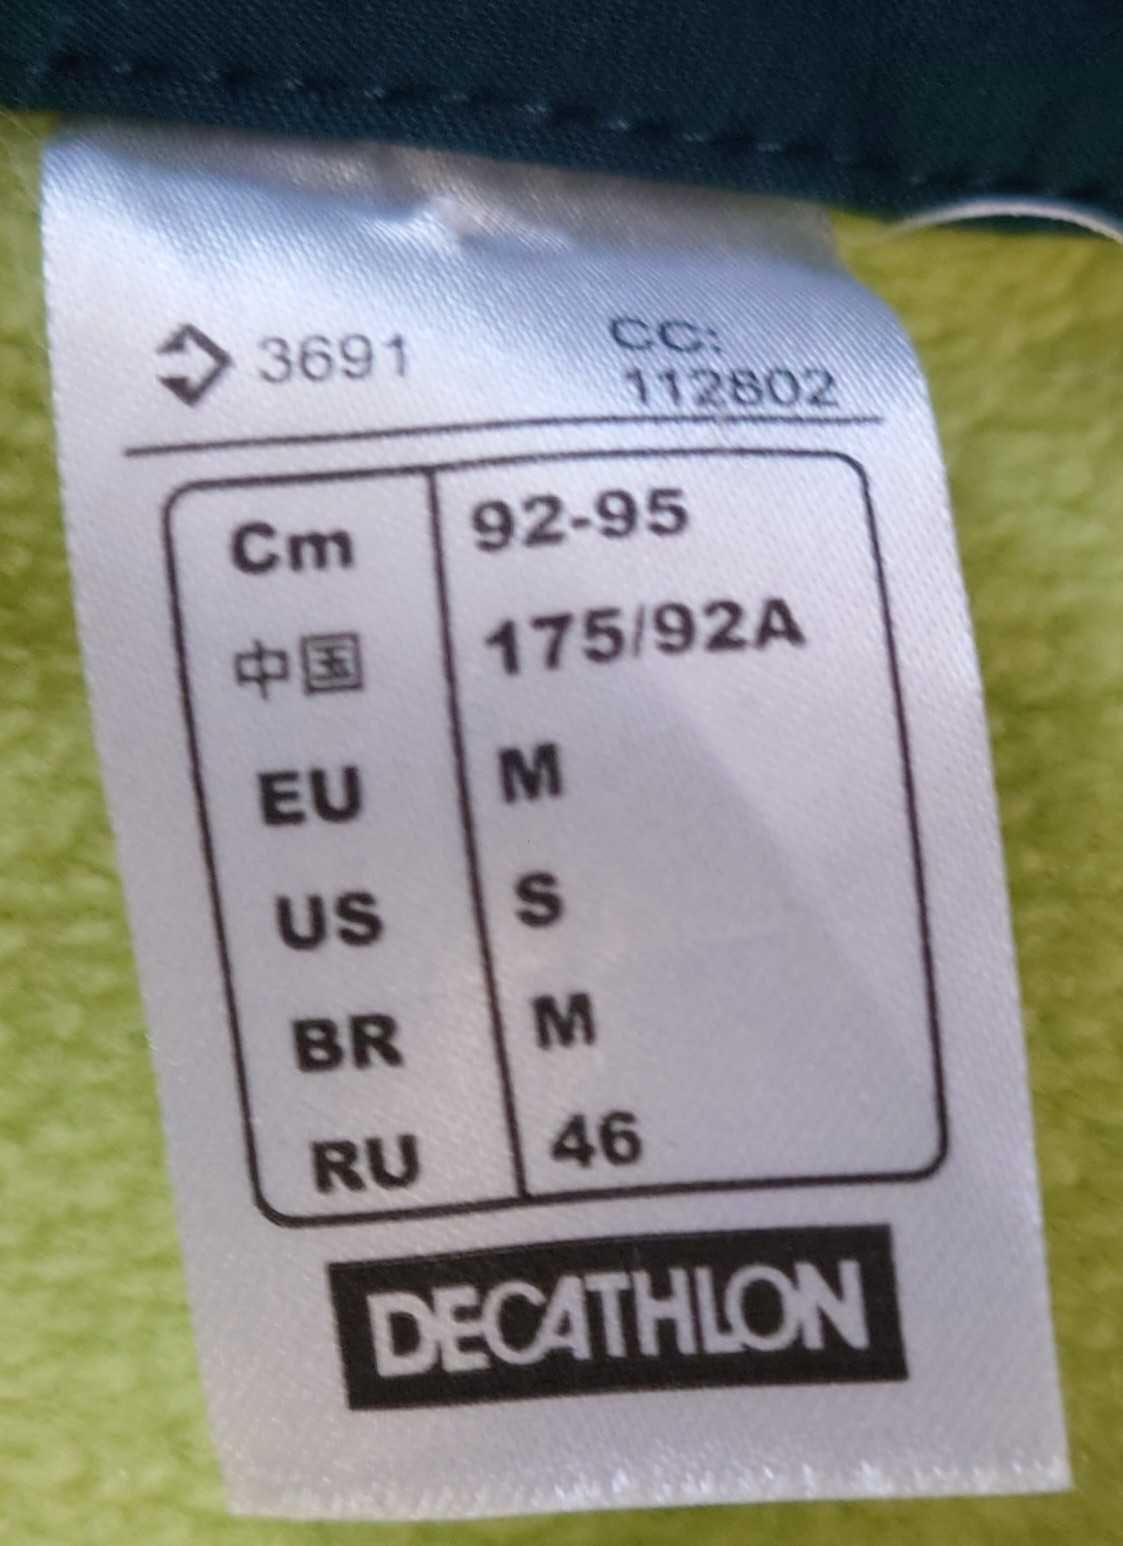 3691 CC:
112802
Cm 92-95
中国 175/92A
EU M
US S
BR M
RU 46
DECATHLON